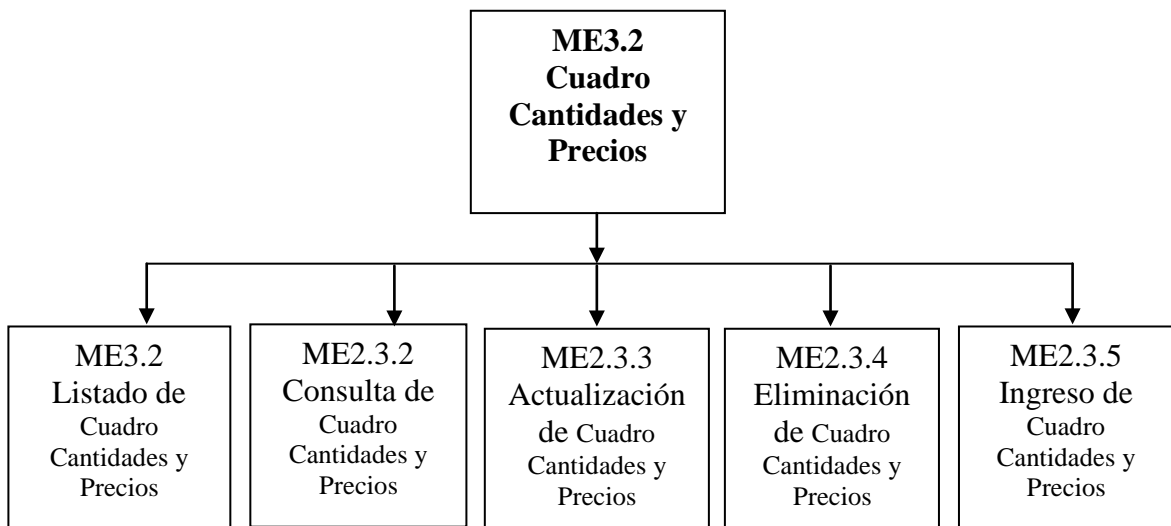 ME3.2
Cuadro
Cantidades y
Precios
ME3.2
Listado de
Cuadro
Cantidades y
Precios
ME2.3.2
Consulta de
Cuadro
Cantidades y
Precios
ME2.3.3
Actualización
de Cuadro
Cantidades y
Precios
ME2.3.4
Eliminación
de Cuadro
Cantidades y
Precios
ME2.3.5
Ingreso de
Cuadro
Cantidades y
Precios